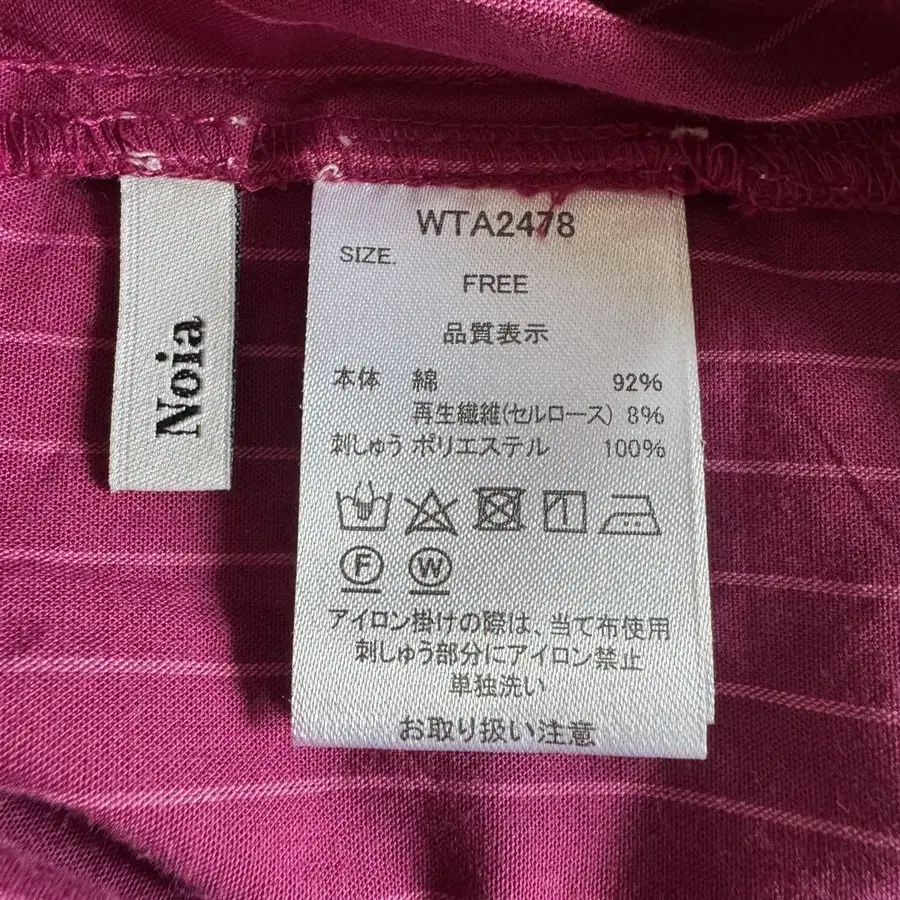 Noia
WTA2478
SIZE.
FREE
品質表示
本体 綿 92%
再生繊維(セルロース) 8%
刺しゅう ポリエステル 100%
F W
アイロン掛けの際は、当て布使用
刺しゅう部分にアイロン禁止
単独洗い
お取り扱い注意